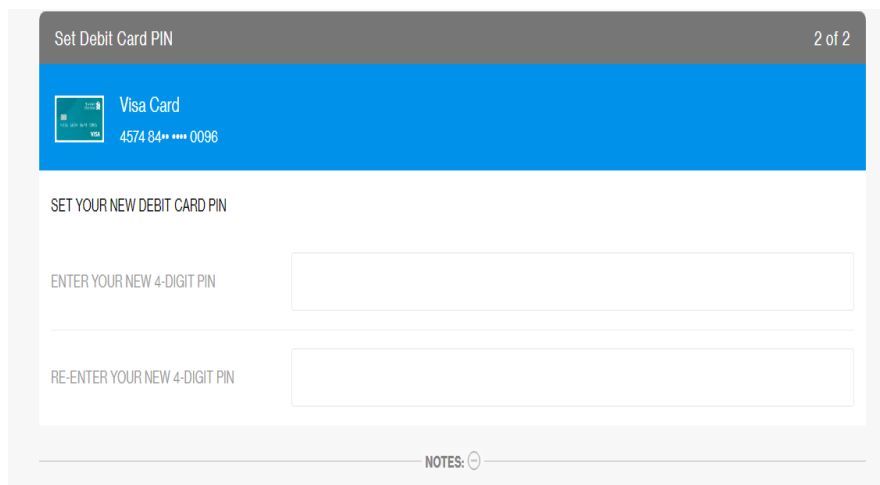 Set Debit Card PIN 2 of 2
Visa Card
4574 84•• •••• 0096
VISA
SET YOUR NEW DEBIT CARD PIN
ENTER YOUR NEW 4-DIGIT PIN
RE-ENTER YOUR NEW 4-DIGIT PIN
NOTES: